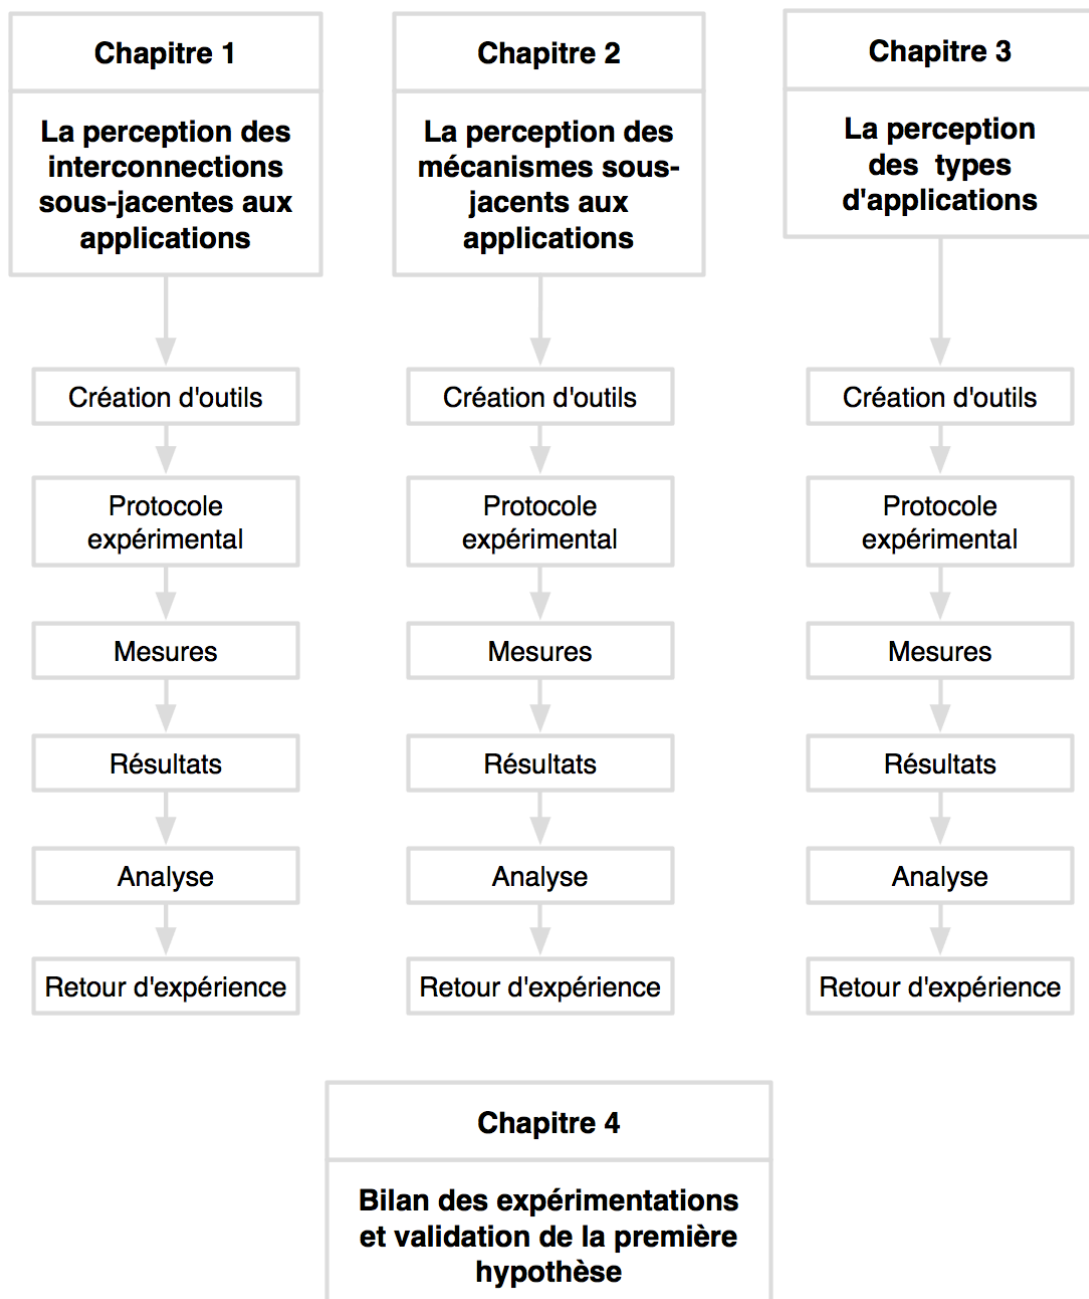 Chapitre 1
La perception des
interconnections
sous-jacentes aux
applications
Création d'outils
Protocole
expérimental
Mesures
Résultats
Analyse
Retour d'expérience
Chapitre 2
La perception des
mécanismes sous-
jacents aux
applications
Création d'outils
Protocole
expérimental
Mesures
Résultats
Analyse
Retour d'expérience
Chapitre 3
La perception
des types
d'applications
Création d'outils
Protocole
expérimental
Mesures
Résultats
Analyse
Retour d'expérience
Chapitre 4
Bilan des expérimentations
et validation de la première
hypothèse